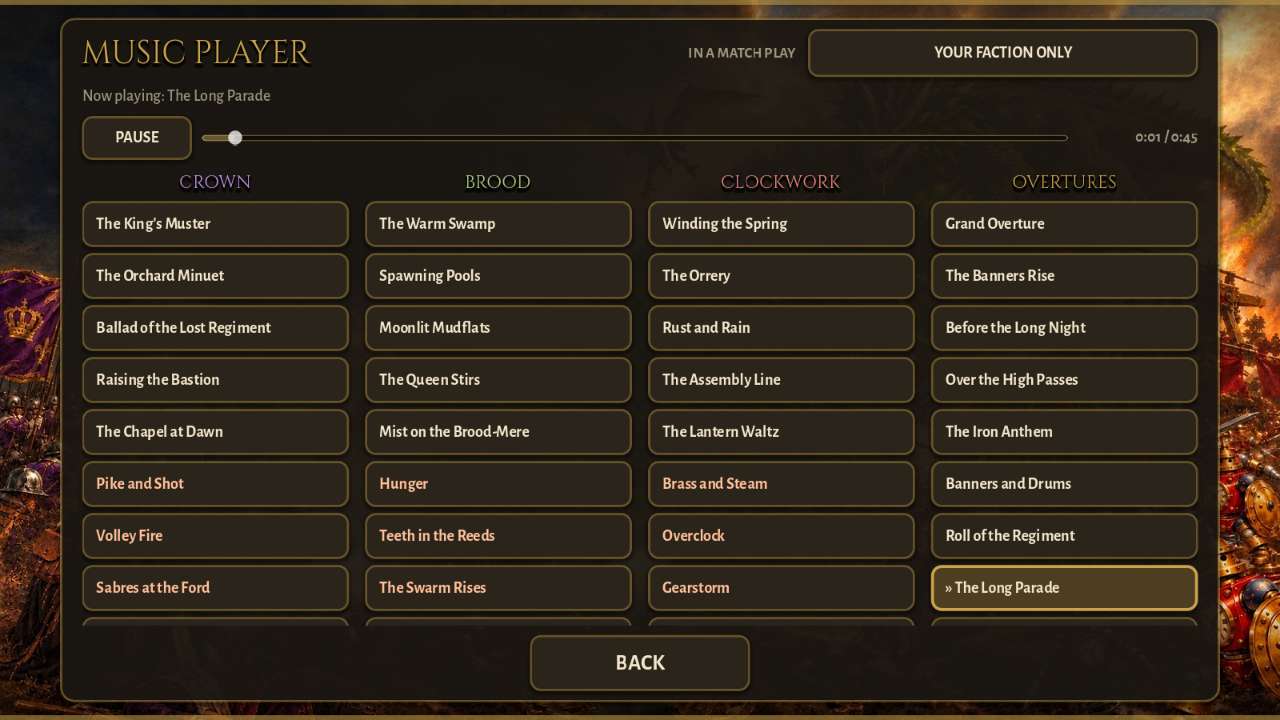 MUSIC PLAYER
IN A MATCH PLAY
YOUR FACTION ONLY
Now playing: The Long Parade
PAUSE
0:01 / 0:45
CROWN
BROOD
CLOCKWORK
OVERTURES
The King's Muster
The Warm Swamp
Winding the Spring
Grand Overture
The Orchard Minuet
Spawning Pools
The Orrery
The Banners Rise
Ballad of the Lost Regiment
Moonlit Mudflats
Rust and Rain
Before the Long Night
Raising the Bastion
The Queen Stirs
The Assembly Line
Over the High Passes
The Chapel at Dawn
Mist on the Brood-Mere
The Lantern Waltz
The Iron Anthem
Pike and Shot
Hunger
Brass and Steam
Banners and Drums
Volley Fire
Teeth in the Reeds
Overclock
Roll of the Regiment
Sabres at the Ford
The Swarm Rises
Gearstorm
» The Long Parade
BACK